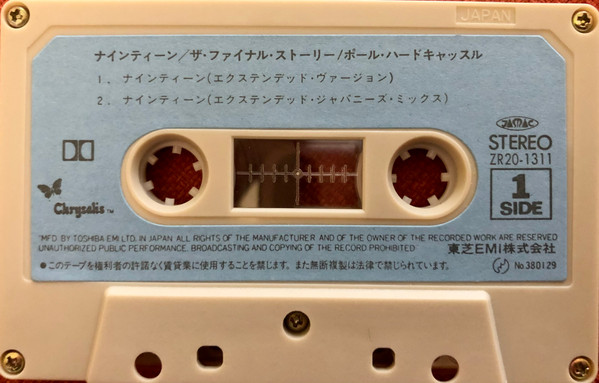 JAPAN
ナインティーン/ザ・ファイナル・ストーリー/ポール・ハードキャッスル
1. ナインティーン(エクステンデッド・ヴァージョン)
2. ナインティーン(エクステンデッド・ジャパニーズ・ミックス)
STEREO
ZR20-1311
1
SIDE
Chrysalis TM
*MFD. BY TOSHIBA EMI LTD. IN JAPAN. ALL RIGHTS OF THE MANUFACTURER AND OF THE OWNER OF THE RECORDED WORK ARE RESERVED
UNAUTHORIZED PUBLIC PERFORMANCE, BROADCASTING AND COPYING OF THE RECORD PROHIBITED
東芝EMI株式会社
●このテープを権利者の許諾なく賃貸業に使用することを禁じます。また無断複製は法律で禁じられています。
No.380129